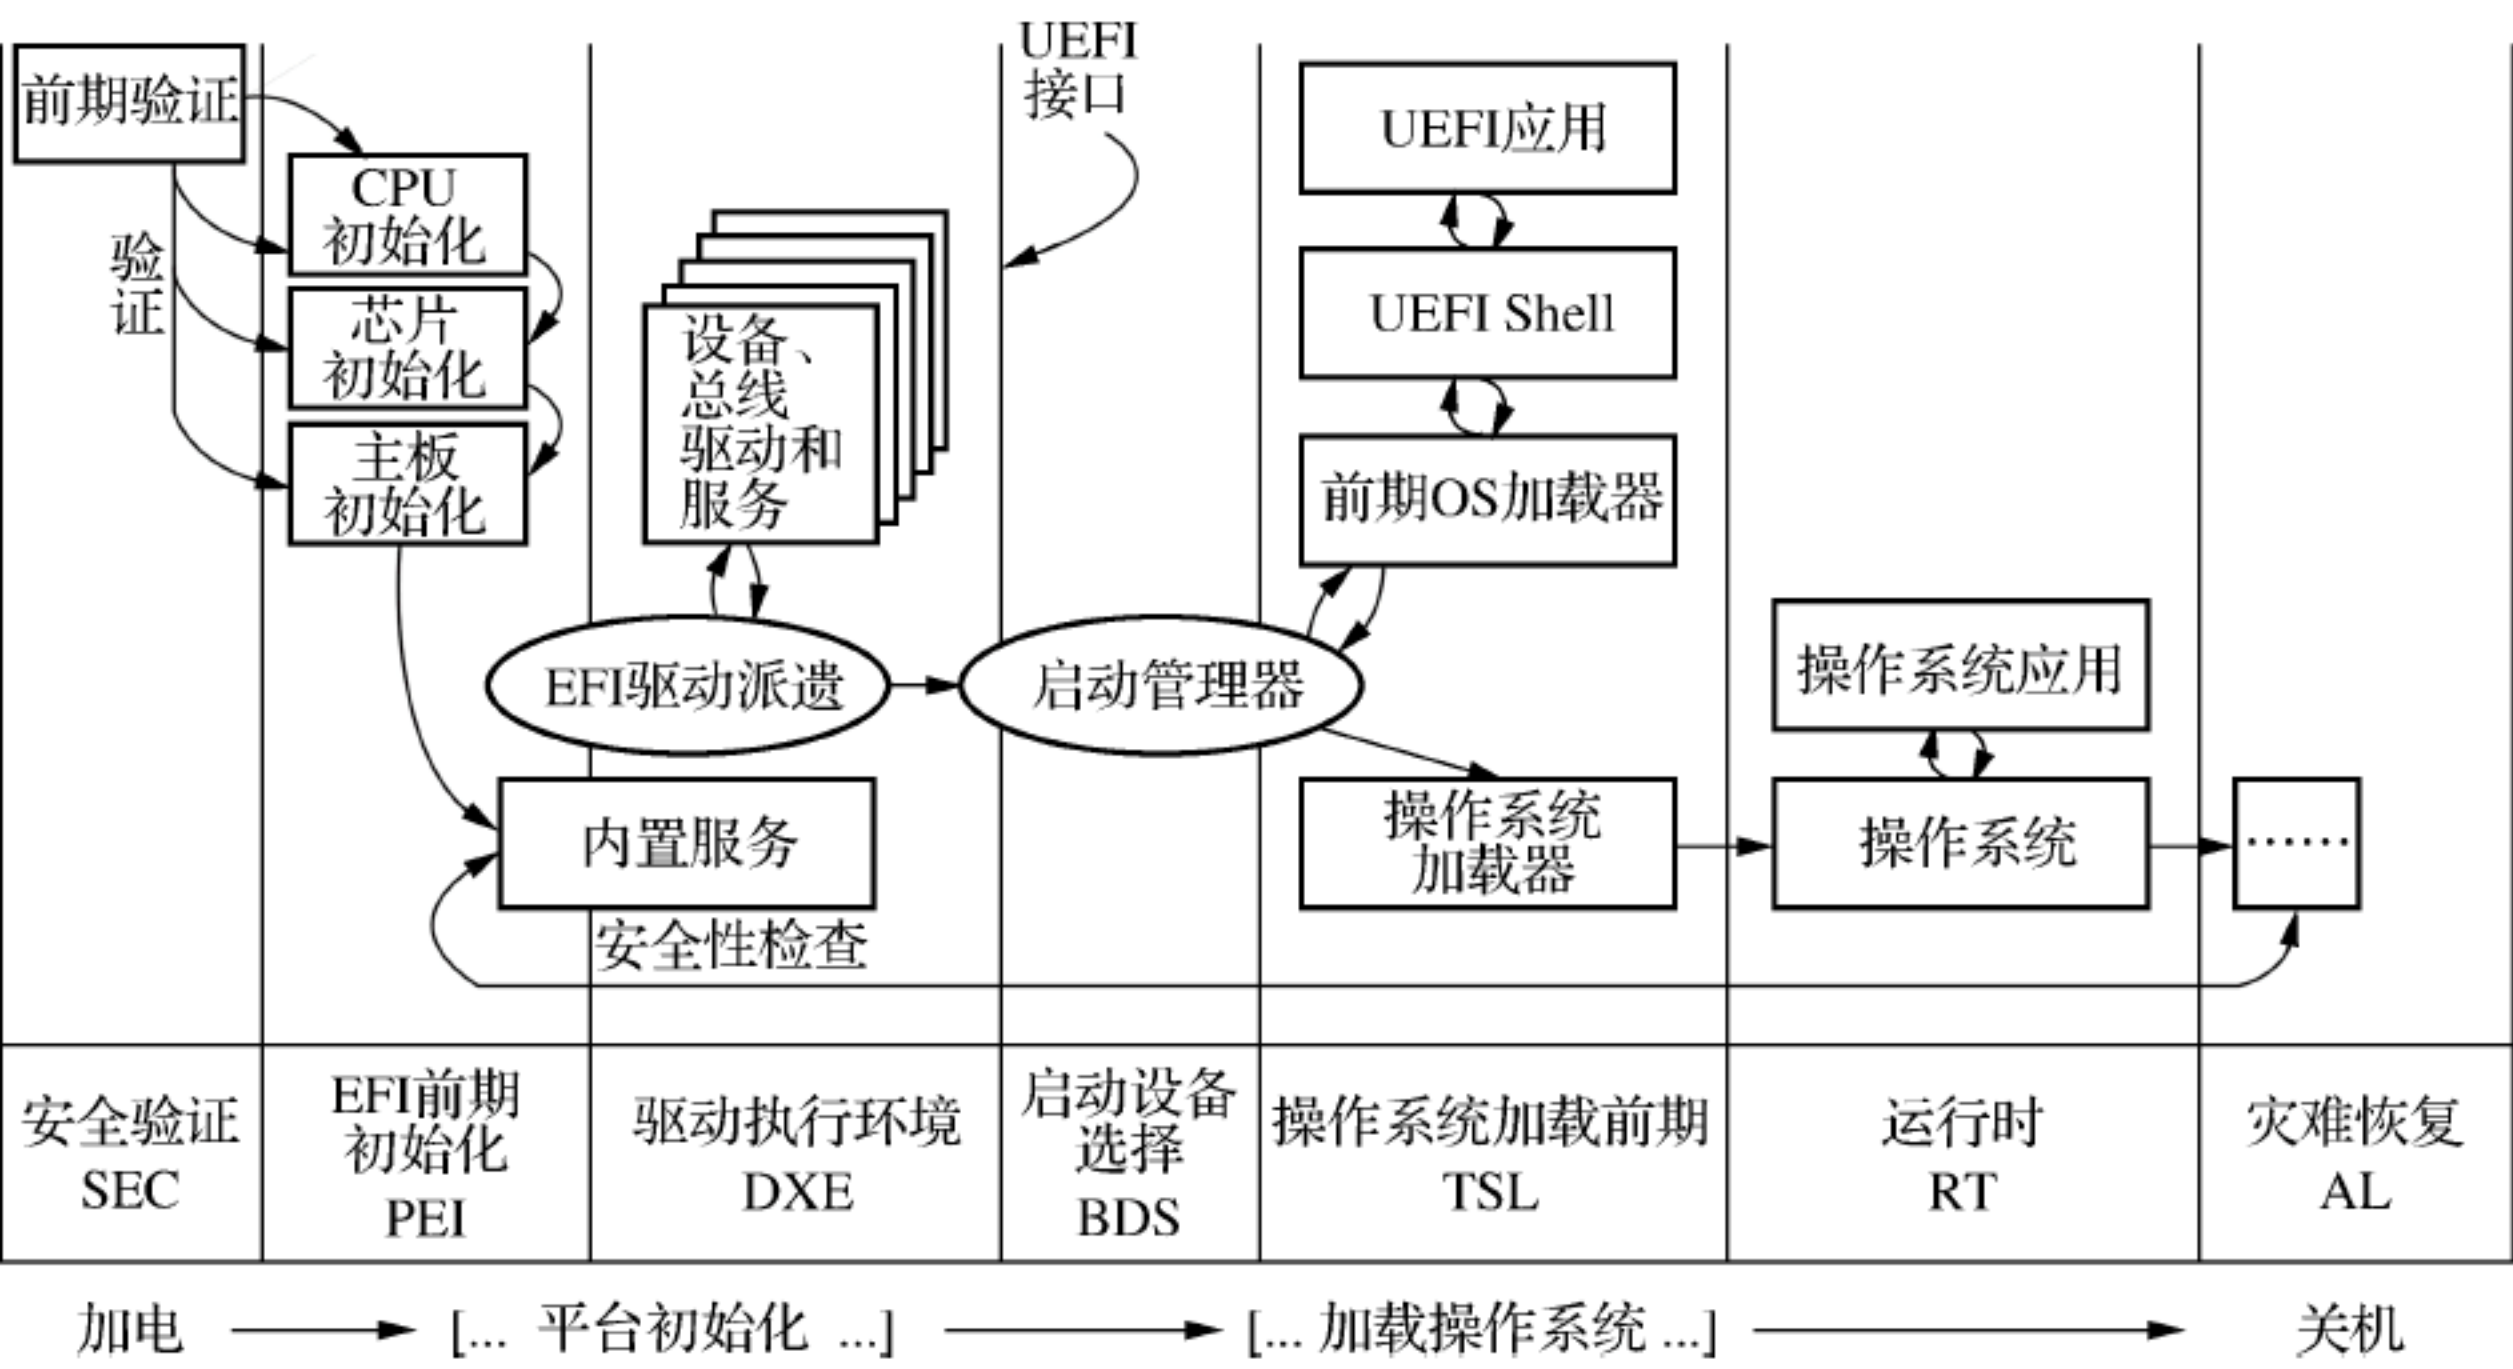 前期验证
验
证
CPU
初始化
芯片
初始化
主板
初始化
设备、
总线
驱动和
服务
EFI驱动派遣
内置服务
安全性检查
UEFI
接口
启动管理器
UEFI应用
UEFI Shell
前期OS加载器
操作系统
加载器
操作系统应用
操作系统
……
安全验证
SEC
EFI前期
初始化
PEI
驱动执行环境
DXE
启动设备
选择
BDS
操作系统加载前期
TSL
运行时
RT
灾难恢复
AL
加电
[... 平台初始化 ...]
[... 加载操作系统 ...]
关机